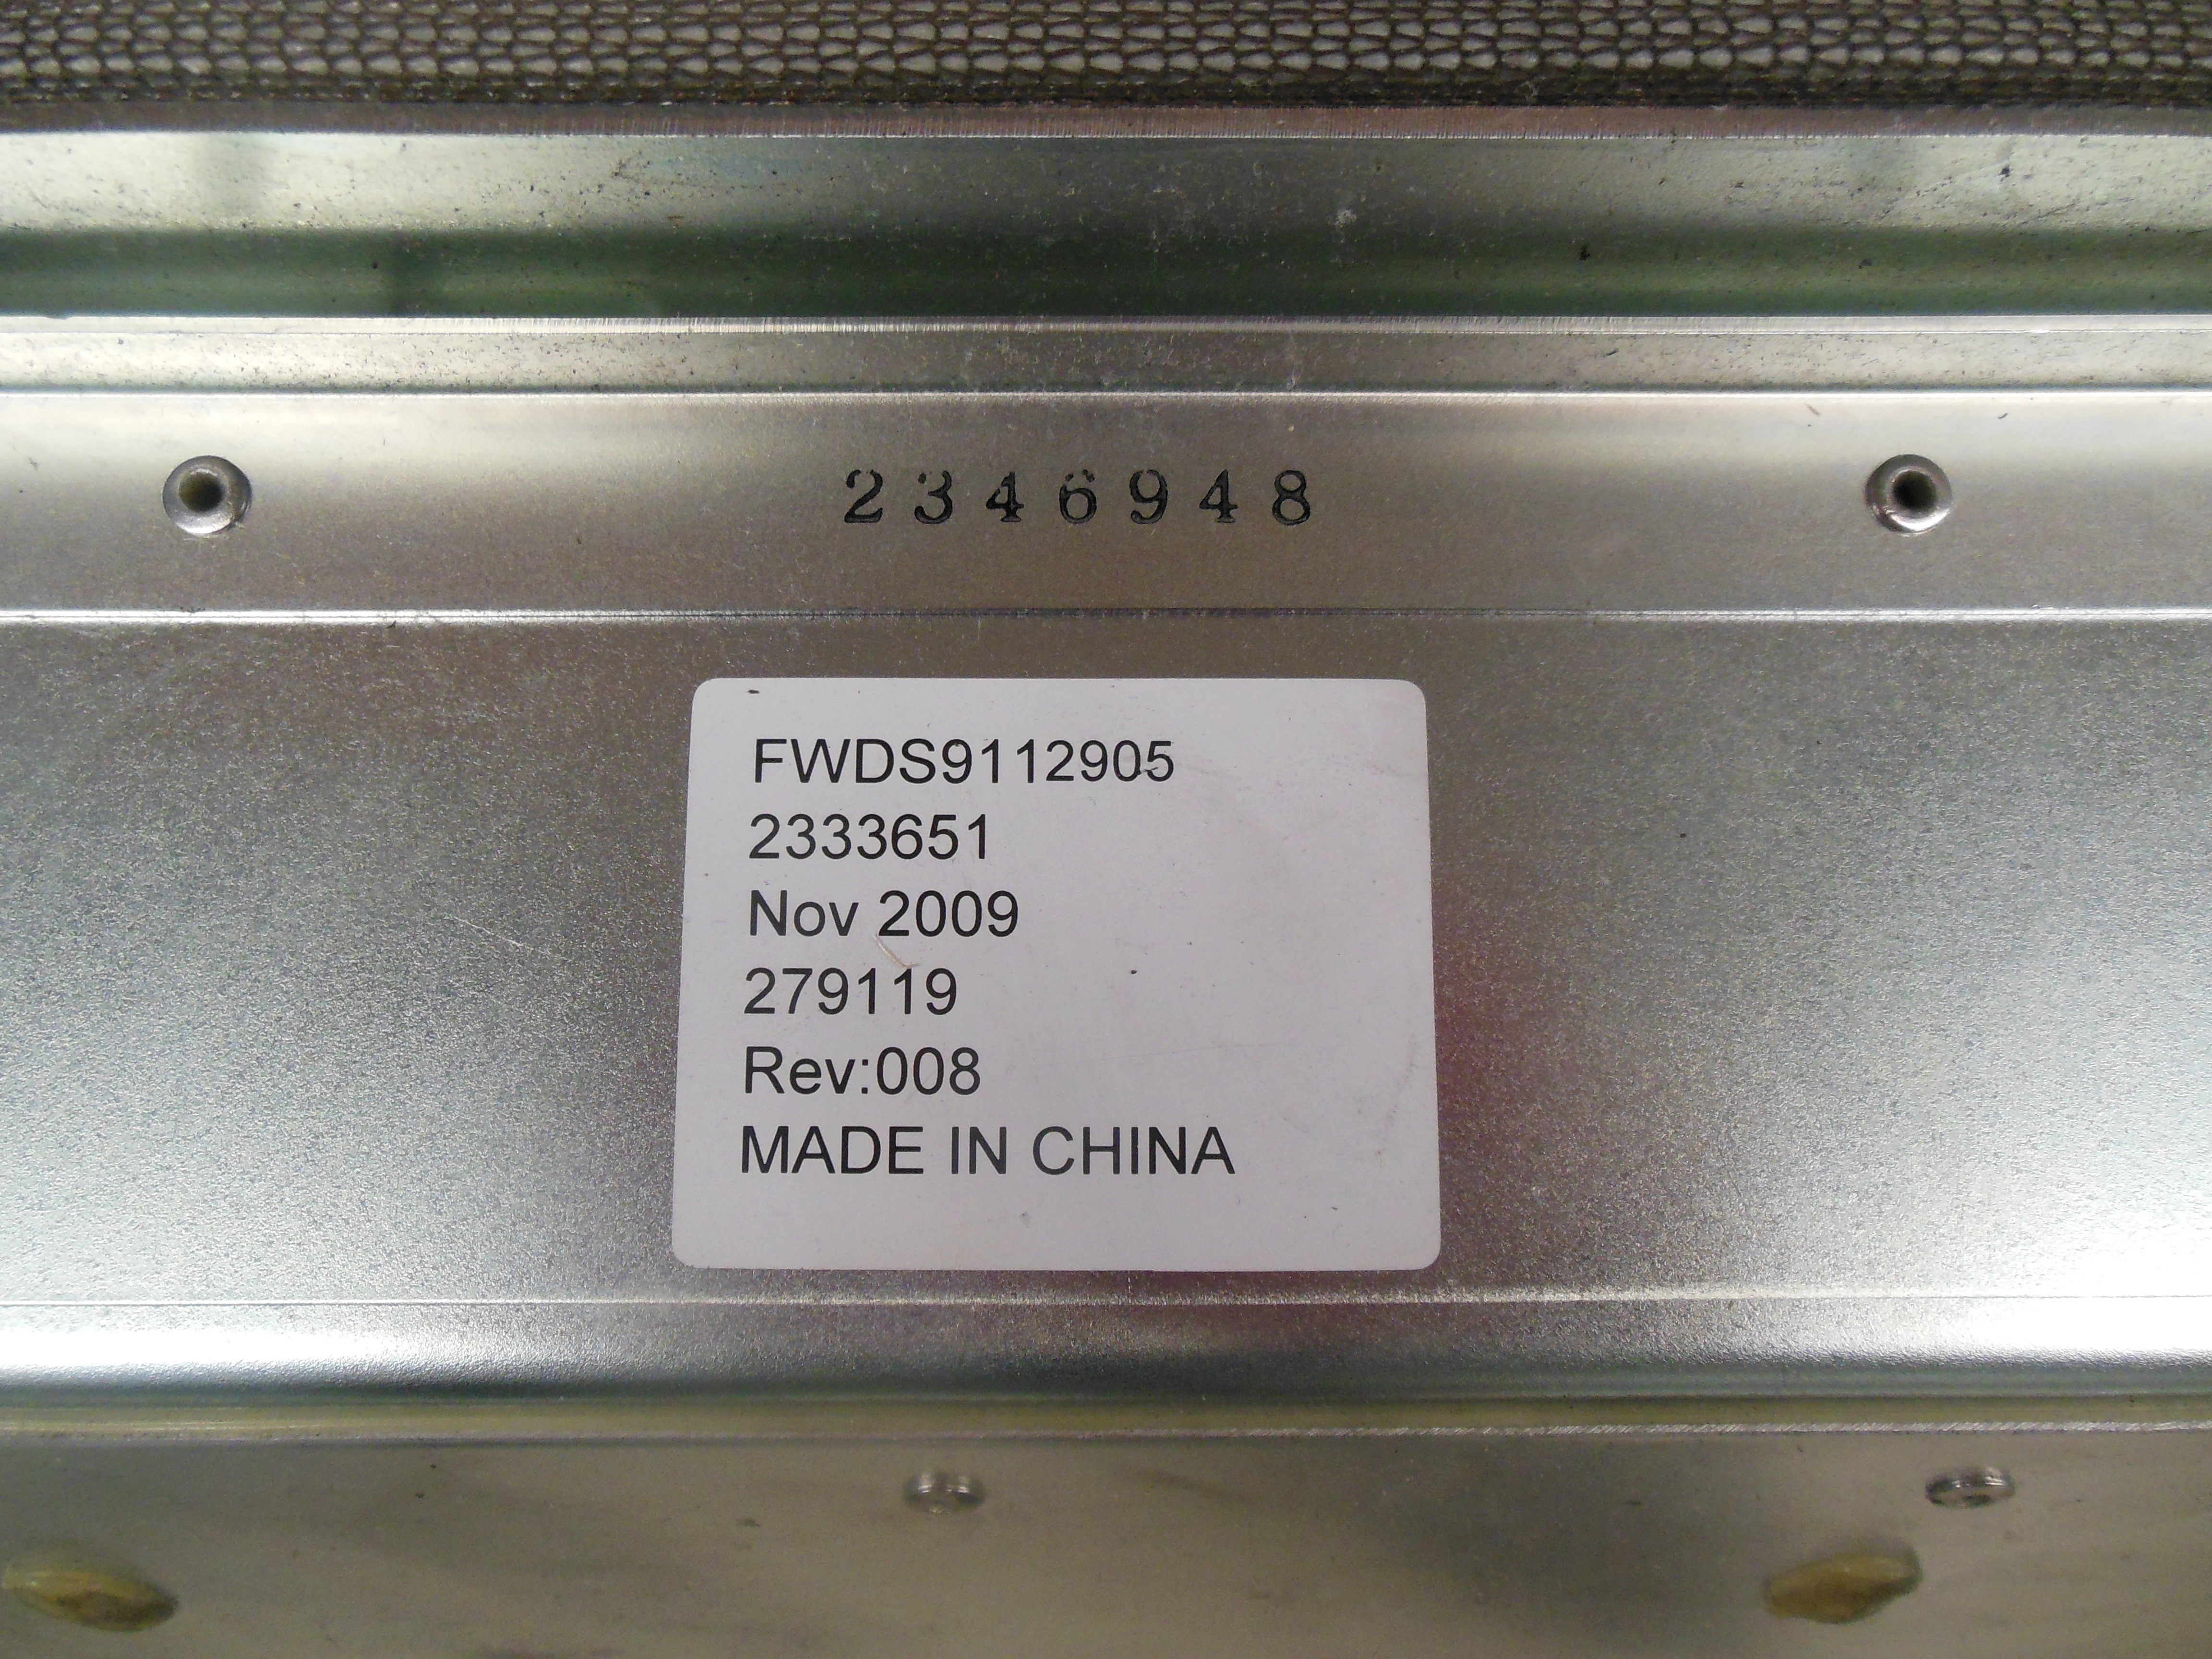 2346948
FWDS9112905
2333651
Nov 2009
279119
Rev:008
MADE IN CHINA